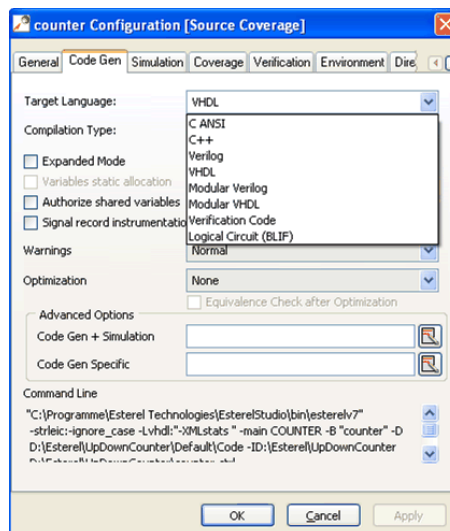 counter Configuration [Source Coverage]
General Code Gen Simulation Coverage Verification Environment Dire
Target Language: VHDL
C ANSI
Compilation Type:
C++
Verilog
Expanded Mode
VHDL
Variables static allocation
Modular Verilog
Authorize shared variables
Modular VHDL
Signal record instrumentatio
Verification Code
Logical Circuit (BLIF)
Warnings Normal
Optimization None
Equivalence Check after Optimization
Advanced Options
Code Gen + Simulation
Code Gen Specific
Command Line
"C:\Programme\Esterel Technologies\EsterelStudio\bin\esterelv7"
-strleic:-ignore_case -Lvhdl:"-XMLstats " -main COUNTER -B "counter" -D
D:\Esterel\UpDownCounter\Default\Code -ID:\Esterel\UpDownCounter
D:\Esterel\UpDownCounter\counter.strl
OK Cancel Apply